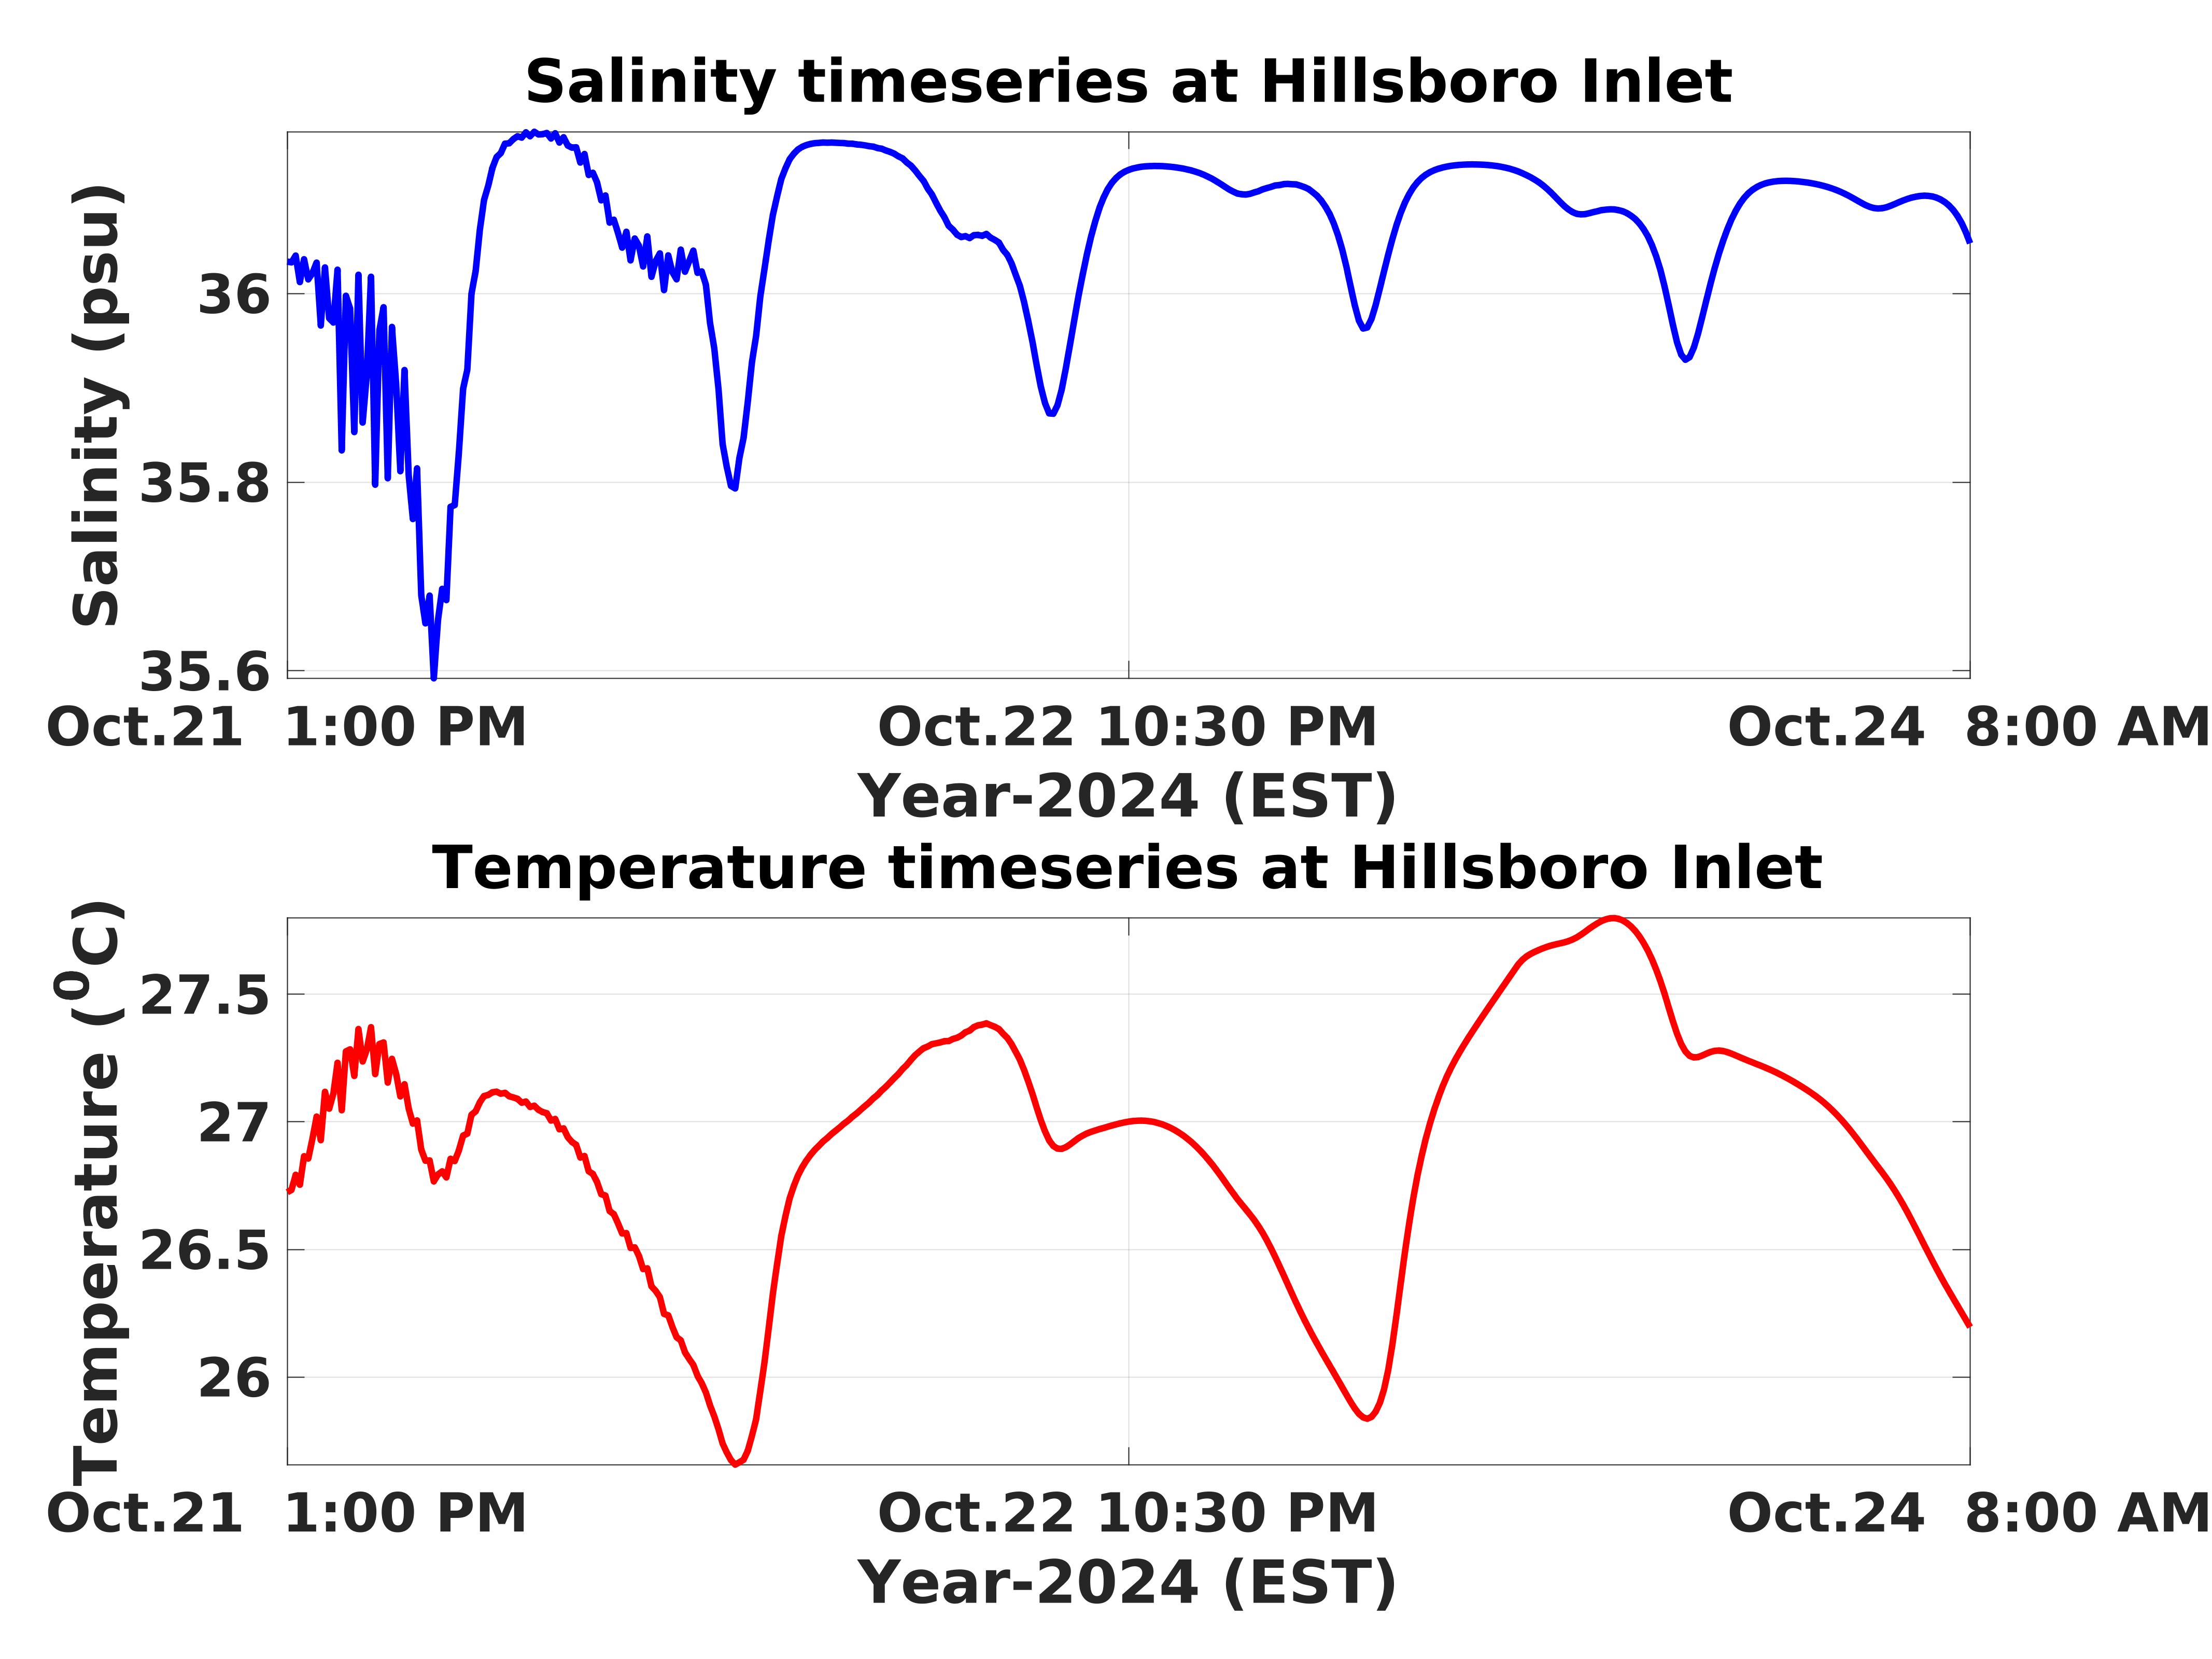 Salinity timeseries at Hillsboro Inlet
Salinity (psu)
36
35.8
35.6
Oct.21  1:00 PM
Oct.22 10:30 PM
Oct.24  8:00 AM
Year-2024 (EST)
Temperature timeseries at Hillsboro Inlet
Temperature (⁰C)
27.5
27
26.5
26
Oct.21  1:00 PM
Oct.22 10:30 PM
Oct.24  8:00 AM
Year-2024 (EST)